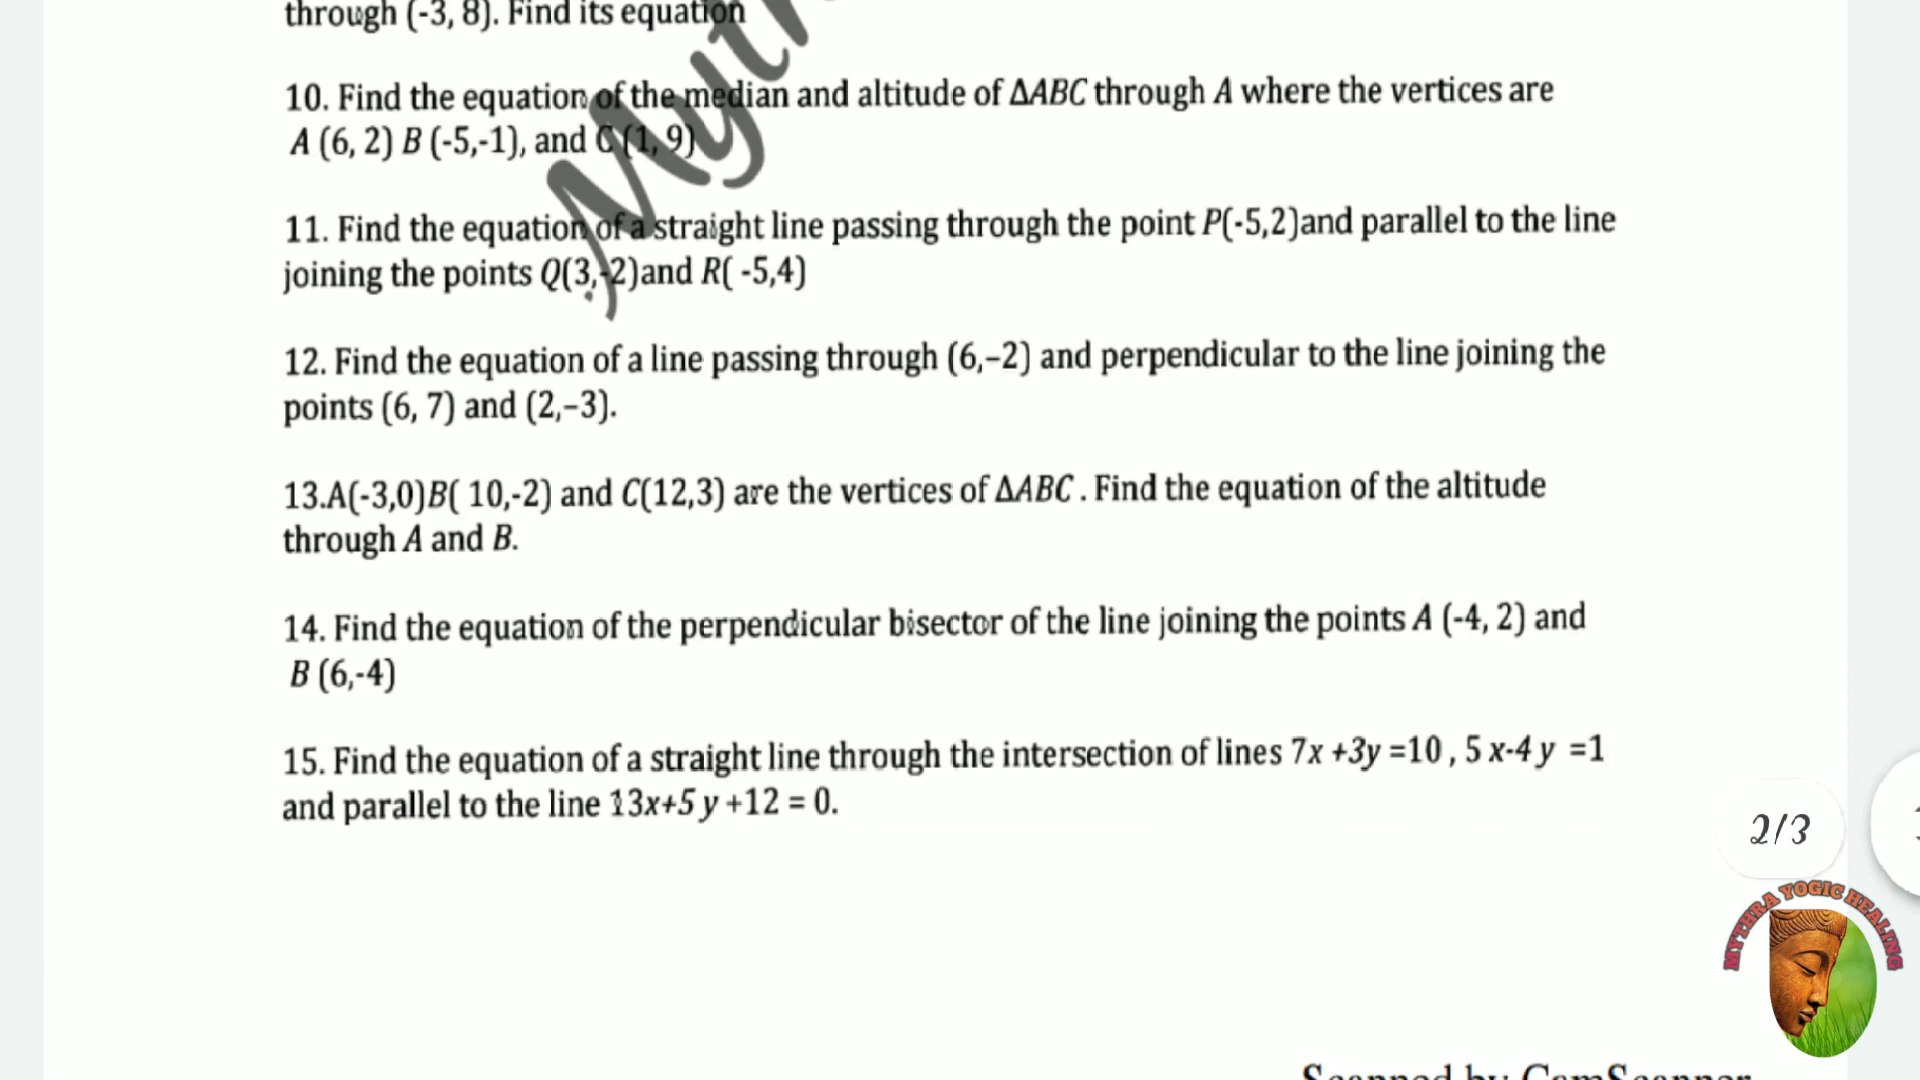 through (-3, 8). Find its equation
10. Find the equation of the median and altitude of ΔABC through A where the vertices are
A (6, 2) B (-5,-1), and C (1, 9)
11. Find the equation of a straight line passing through the point P(-5,2)and parallel to the line
joining the points Q(3,-2)and R( -5,4)
12. Find the equation of a line passing through (6,–2) and perpendicular to the line joining the
points (6, 7) and (2,–3).
13.A(-3,0)B( 10,-2) and C(12,3) are the vertices of ΔABC . Find the equation of the altitude
through A and B.
14. Find the equation of the perpendicular bisector of the line joining the points A (-4, 2) and
B (6,-4)
15. Find the equation of a straight line through the intersection of lines 7x +3y =10 , 5 x-4 y =1
and parallel to the line 13x+5 y +12 = 0.
2/3
MYTHRA YOGIC HEALING
Scanned by CamScanner